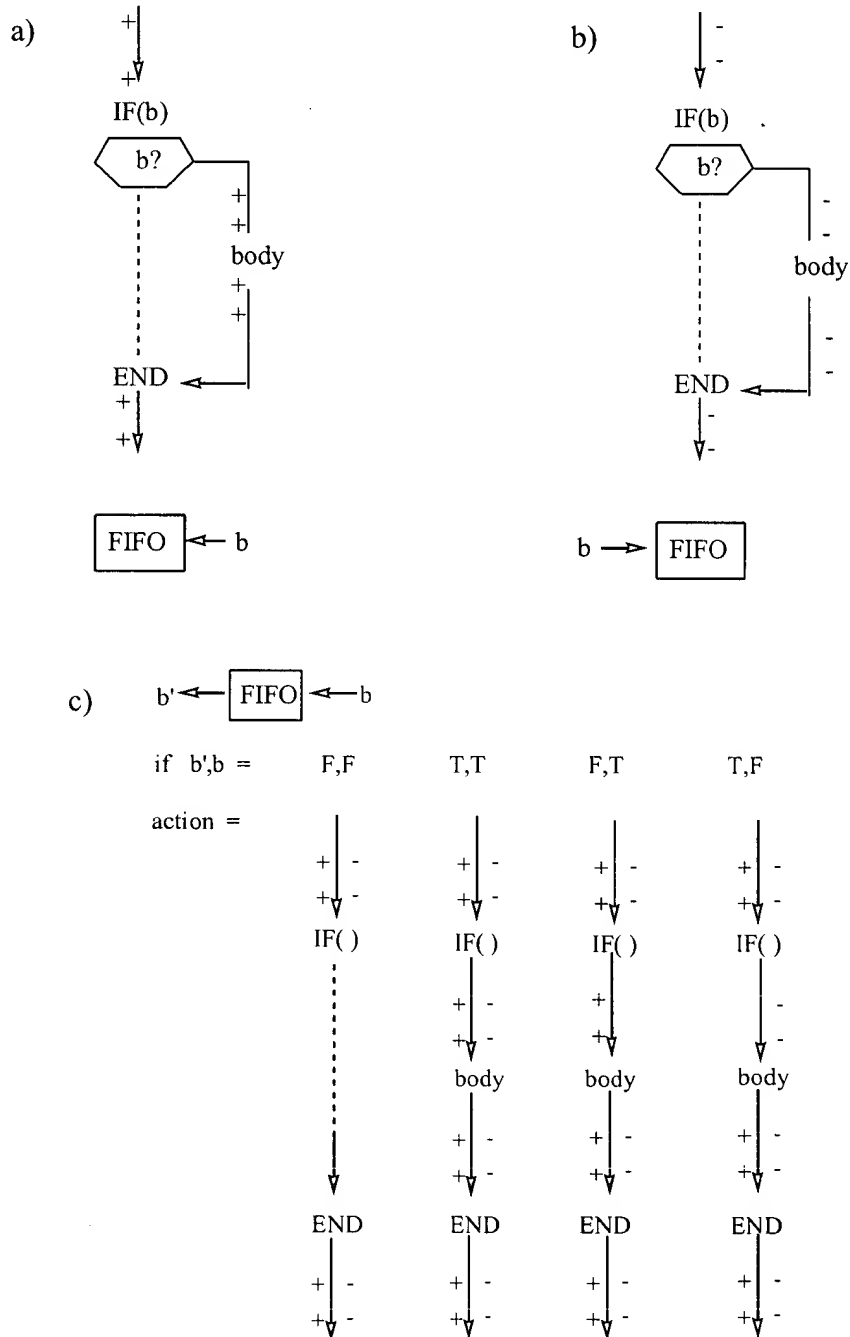 a)
+
+
IF(b)
b?
+
+
body
+
+
END
+
+
FIFO
b
b)
-
-
IF(b)
b?
-
-
body
-
-
END
-
-
b
FIFO
c)
b' FIFO b
if b',b = F,F T,T F,T T,F
action =
+ - + - + - + -
+ - + - + - + -
IF( ) IF( ) IF( ) IF( )
+ - + -
+ - + -
body body body
+ - + - + -
+ - + - + -
END END END END
+ - + - + - + -
+ - + - + - + -